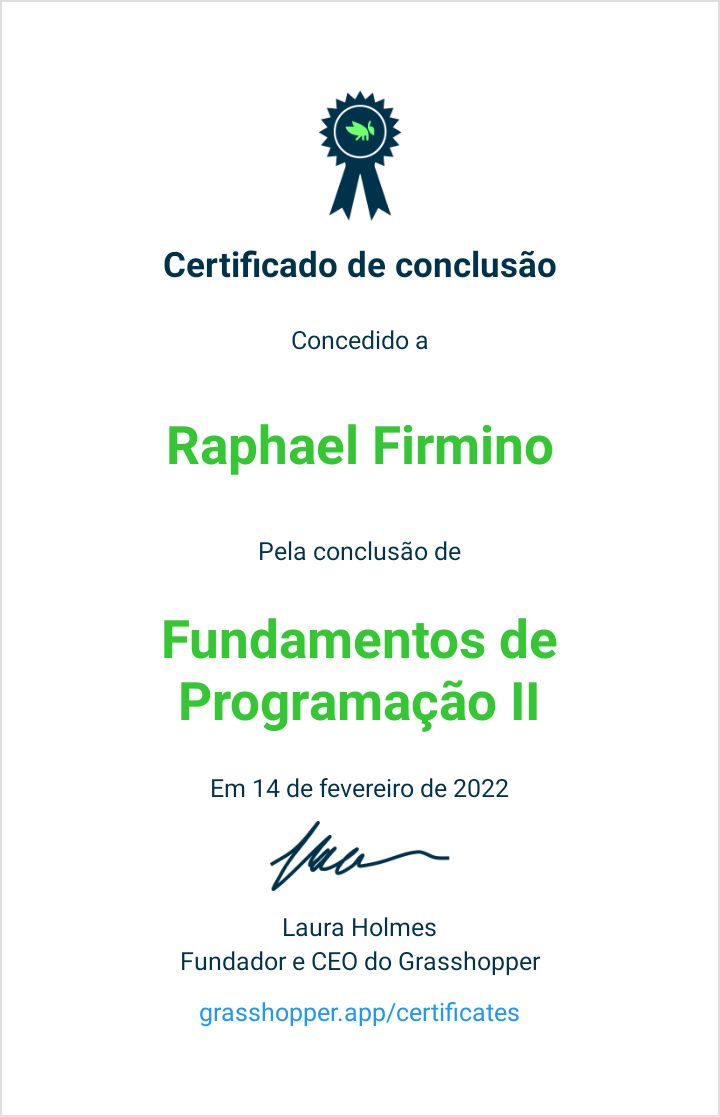 Certificado de conclusão
Concedido a
Raphael Firmino
Pela conclusão de
Fundamentos de
Programação II
Em 14 de fevereiro de 2022
Laura Holmes
Fundador e CEO do Grasshopper
grasshopper.app/certificates